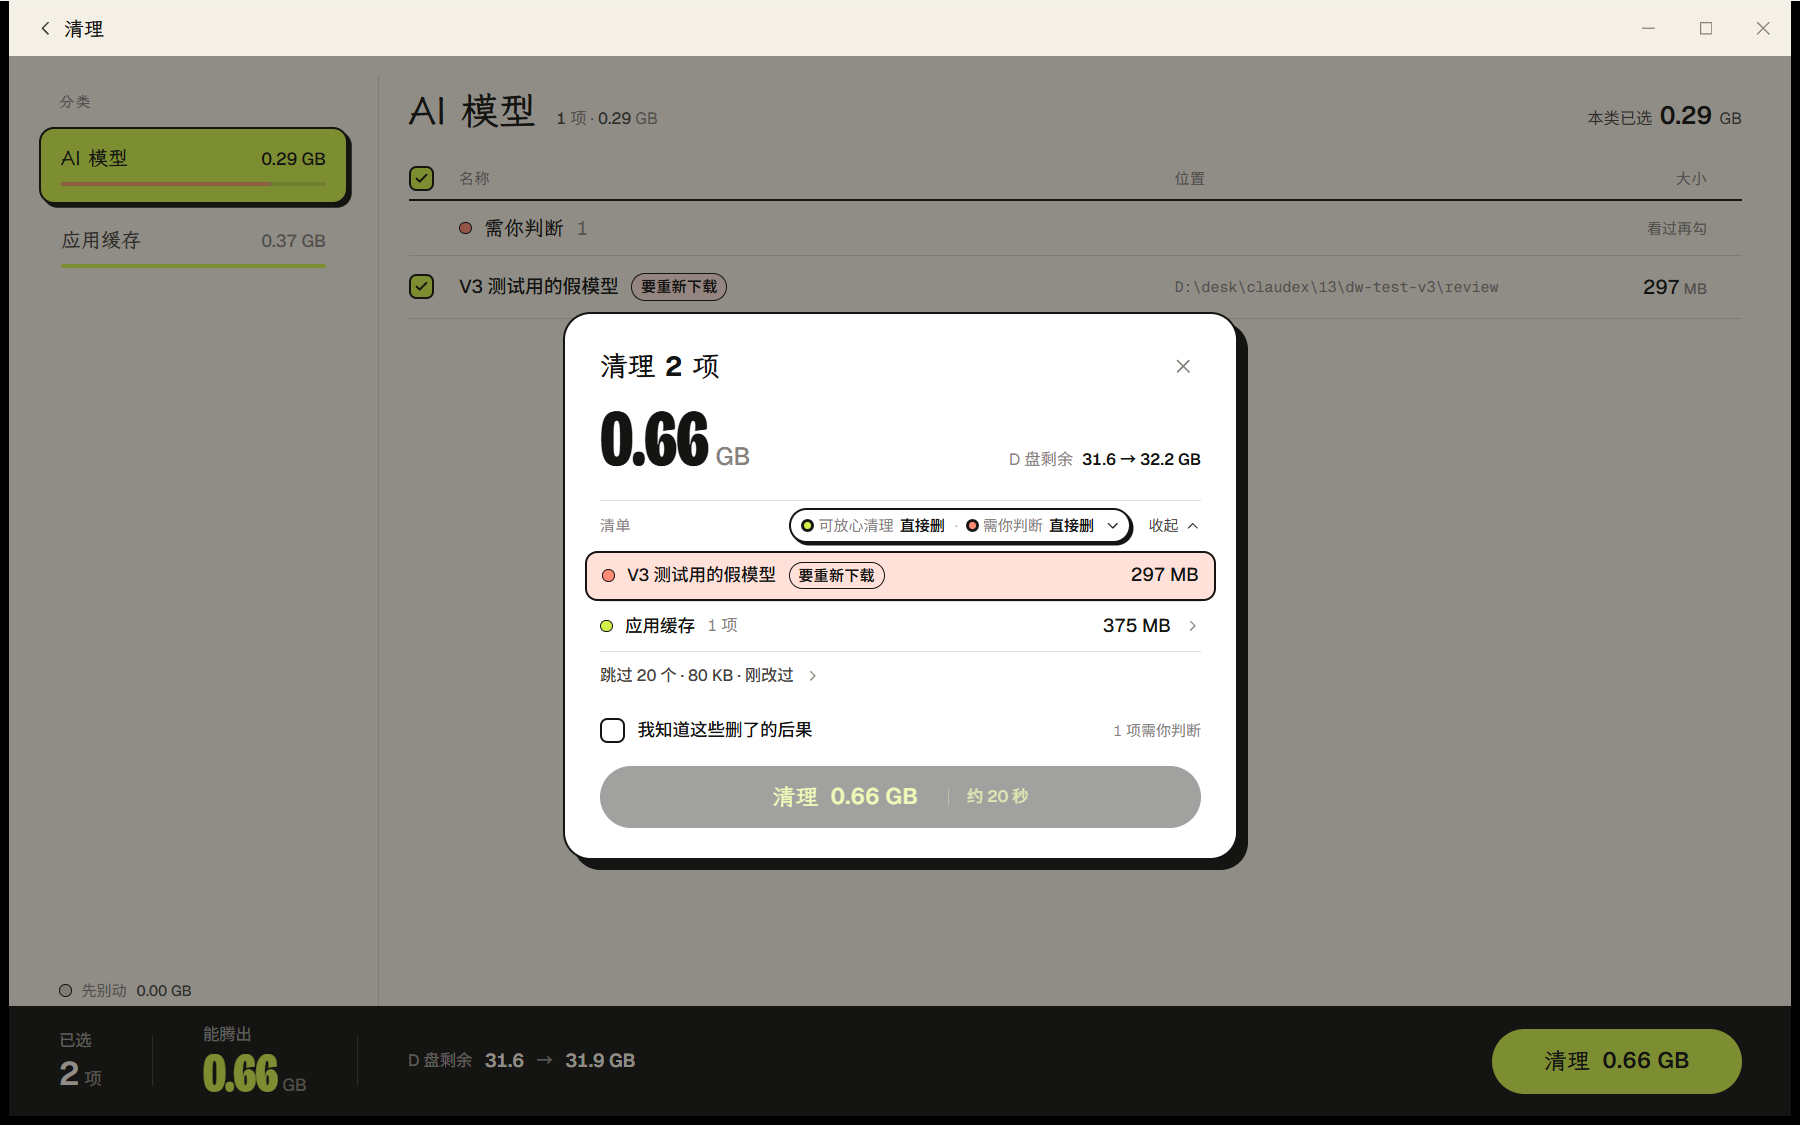 清理
分类
AI 模型 0.29 GB
应用缓存 0.37 GB
先别动 0.00 GB
AI 模型 1 项 · 0.29 GB
本类已选 0.29 GB
名称 位置 大小
需你判断 1 看过再勾
V3 测试用的假模型 要重新下载 D:\desk\claudex\13\dw-test-v3\review 297 MB
清理 2 项
0.66 GB
D 盘剩余 31.6 → 32.2 GB
清单 可放心清理 直接删 · 需你判断 直接删 收起
V3 测试用的假模型 要重新下载 297 MB
应用缓存 1 项 375 MB
跳过 20 个 · 80 KB · 刚改过
我知道这些删了的后果 1 项需你判断
清理 0.66 GB 约 20 秒
已选
2 项
能腾出
0.66 GB
D 盘剩余 31.6 → 31.9 GB
清理 0.66 GB